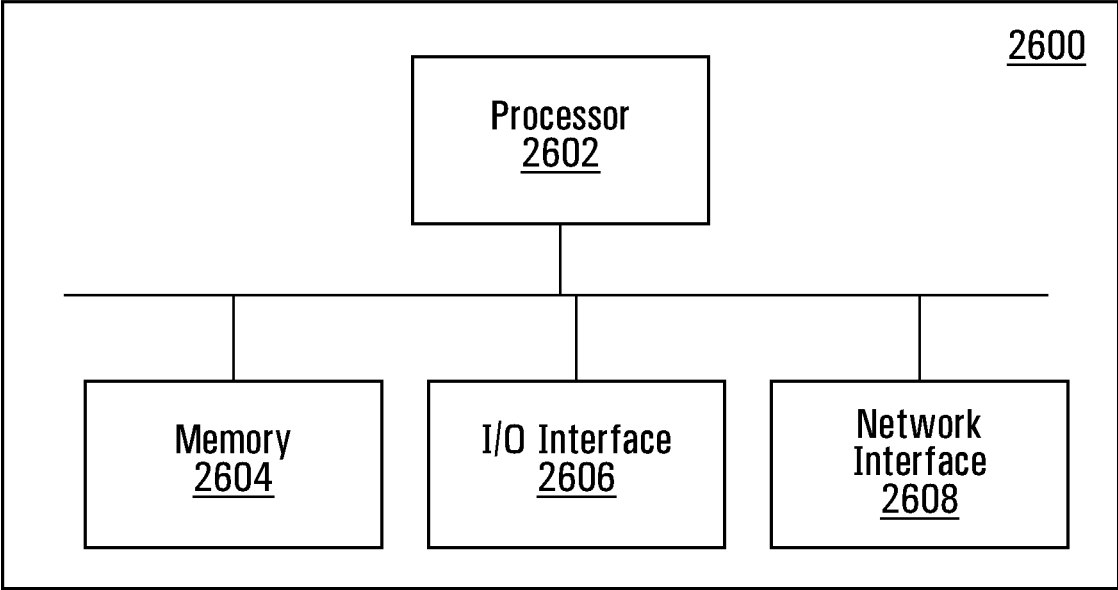 2600
Processor
2602
Memory
2604
I/O Interface
2606
Network
Interface
2608